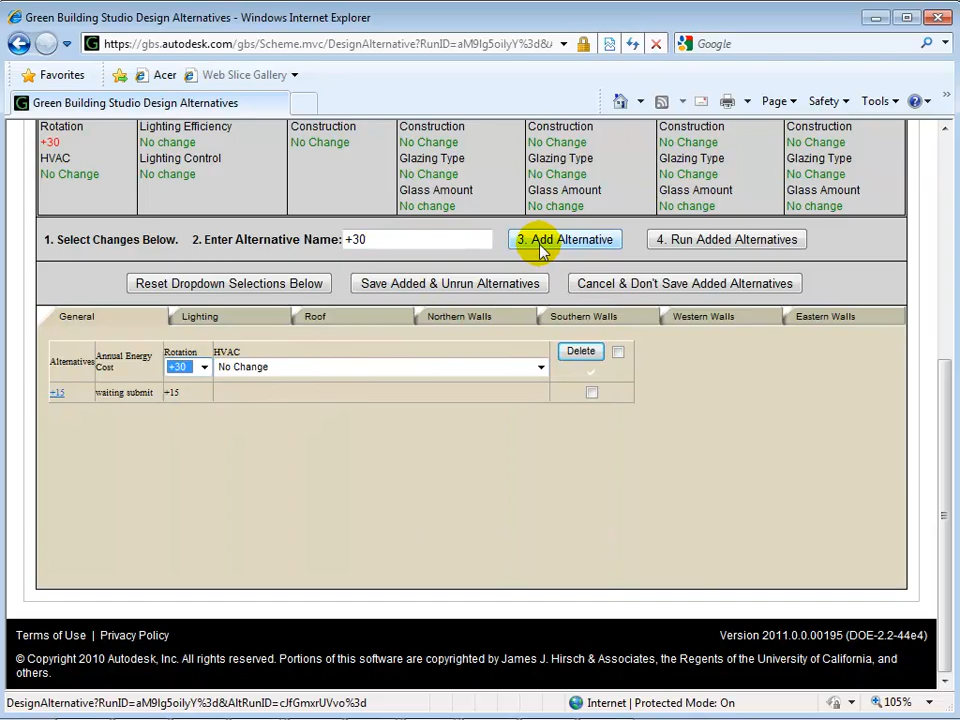 Green Building Studio Design Alternatives - Windows Internet Explorer
https://gbs.autodesk.com/gbs/Scheme.mvc/DesignAlternative?RunID=aM9Ig5oilyY%3d&
Google
Favorites
Acer
Web Slice Gallery
Green Building Studio Design Alternatives
Page
Safety
Tools
»
Rotation Lighting Efficiency Construction Construction Construction Construction Construction
+30 No change No Change No Change No Change No Change No Change
HVAC Lighting Control Glazing Type Glazing Type Glazing Type Glazing Type
No Change No change No Change No Change No Change No Change
Glass Amount Glass Amount Glass Amount Glass Amount
No change No change No change No change
1. Select Changes Below. 2. Enter Alternative Name: +30 3. Add Alternative 4. Run Added Alternatives
Reset Dropdown Selections Below Save Added & Unrun Alternatives Cancel & Don't Save Added Alternatives
General Lighting Roof Northern Walls Southern Walls Western Walls Eastern Walls
Alternatives Annual Energy Cost Rotation HVAC Delete
+30 No Change
+15 waiting submit +15
Terms of Use | Privacy Policy Version 2011.0.0.00195 (DOE-2.2-44e4)
© Copyright 2010 Autodesk, Inc. All rights reserved. Portions of this software are copyrighted by James J. Hirsch & Associates, the Regents of the University of California, and
others.
DesignAlternative?RunID=aM9Ig5oilyY%3d&AltRunID=cJfGmxrUVvo%3d Internet | Protected Mode: On 105%